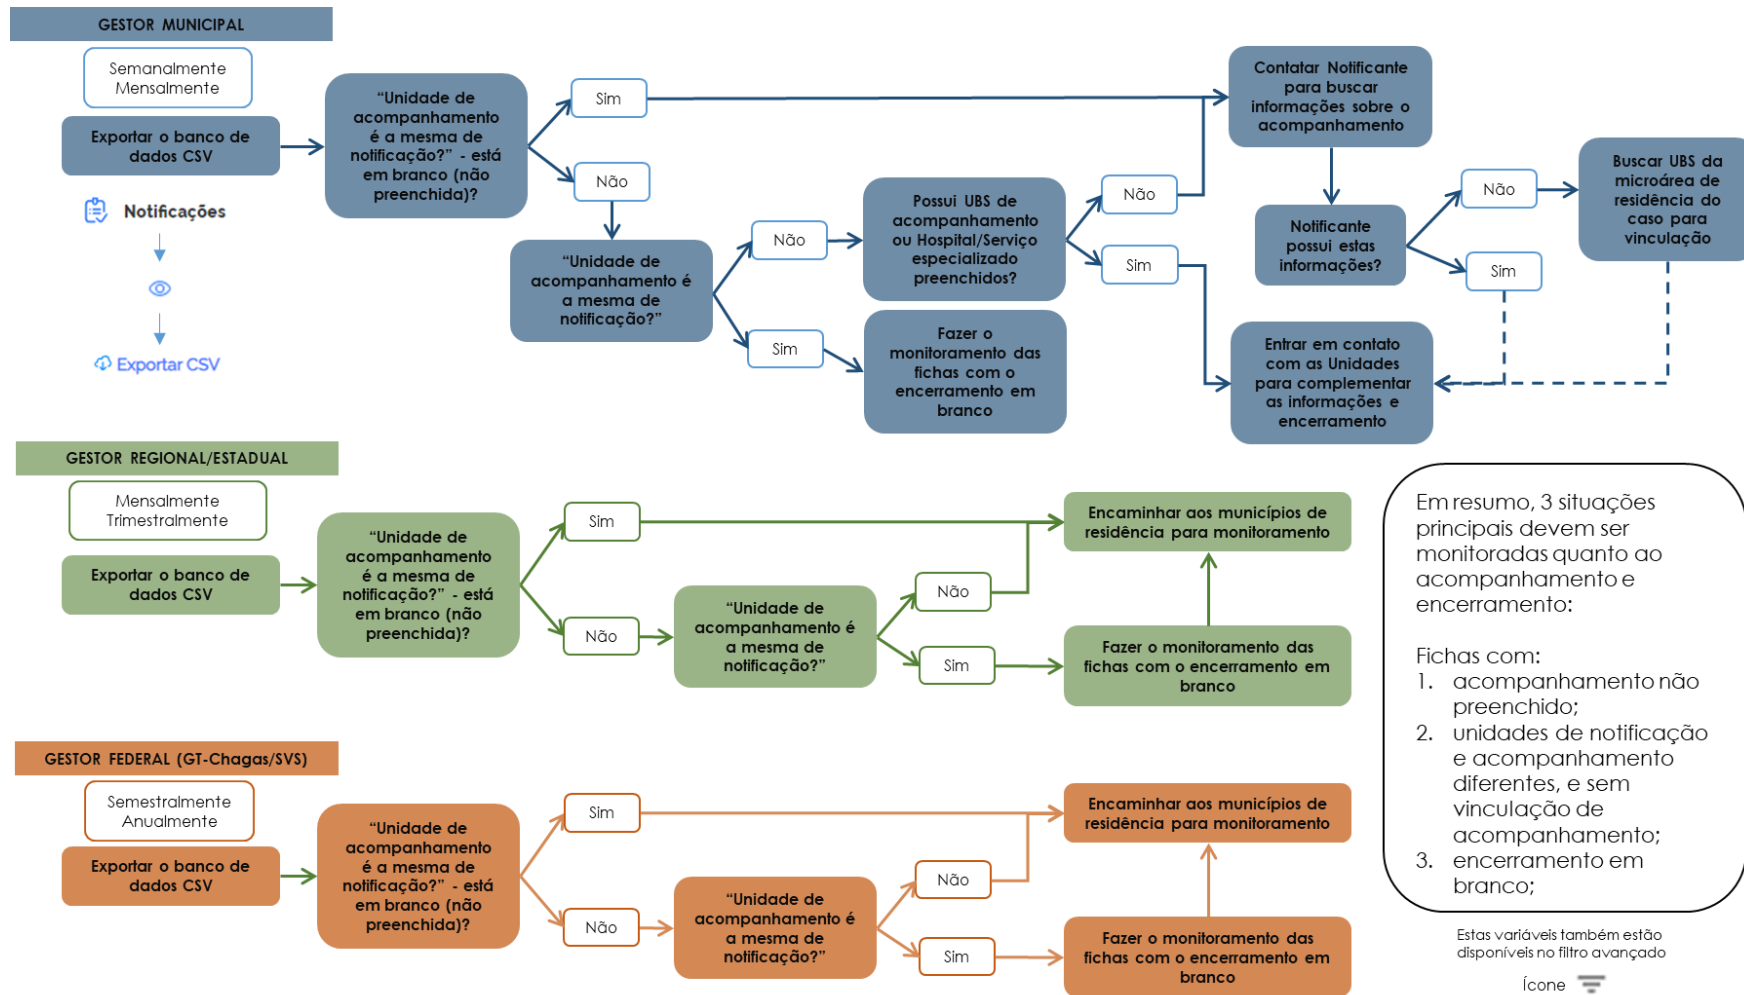 GESTOR MUNICIPAL
Semanalmente
Mensalmente
Exportar o banco de
dados CSV
Notificações
Exportar CSV
“Unidade de
acompanhamento
é a mesma de
notificação?” - está
em branco (não
preenchida)?
Sim
Não
“Unidade de
acompanhamento é
a mesma de
notificação?”
Não
Sim
Possui UBS de
acompanhamento
ou Hospital/Serviço
especializado
preenchidos?
Fazer o
monitoramento das
fichas com o
encerramento em
branco
Não
Sim
Contatar Notificante
para buscar
informações sobre o
acompanhamento
Notificante
possui estas
informações?
Não
Sim
Buscar UBS da
microárea de
residência do
caso para
vinculação
Entrar em contato
com as Unidades
para complementar
as informações e
encerramento
GESTOR REGIONAL/ESTADUAL
Mensalmente
Trimestralmente
Exportar o banco de
dados CSV
“Unidade de
acompanhamento
é a mesma de
notificação?” - está
em branco (não
preenchida)?
Sim
Não
“Unidade de
acompanhamento é
a mesma de
notificação?”
Não
Sim
Encaminhar aos municípios de
residência para monitoramento
Fazer o monitoramento das
fichas com o encerramento em
branco
GESTOR FEDERAL (GT-Chagas/SVS)
Semestralmente
Anualmente
Exportar o banco de
dados CSV
“Unidade de
acompanhamento
é a mesma de
notificação?” - está
em branco (não
preenchida)?
Sim
Não
“Unidade de
acompanhamento é
a mesma de
notificação?”
Não
Sim
Encaminhar aos municípios de
residência para monitoramento
Fazer o monitoramento das
fichas com o encerramento em
branco
Em resumo, 3 situações
principais devem ser
monitoradas quanto ao
acompanhamento e
encerramento:
Fichas com:
1. acompanhamento não
preenchido;
2. unidades de notificação
e acompanhamento
diferentes, e sem
vinculação de
acompanhamento;
3. encerramento em
branco;
Estas variáveis também estão
disponíveis no filtro avançado
Ícone